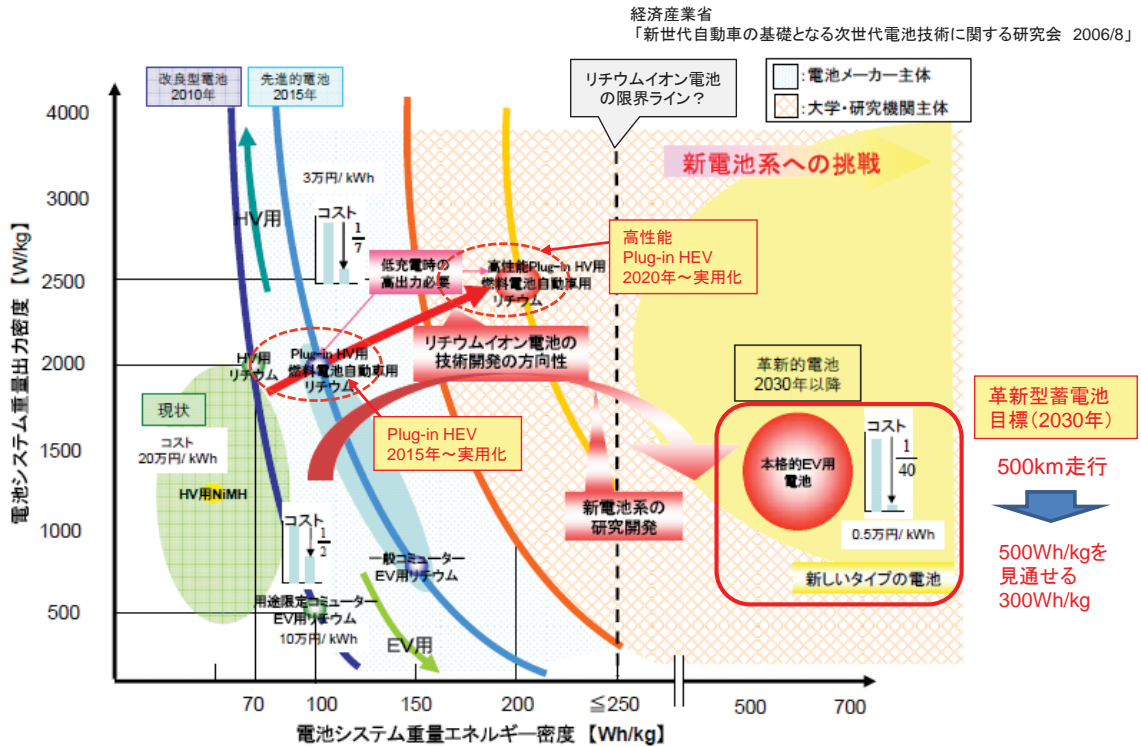 経済産業省
「新世代自動車の基礎となる次世代電池技術に関する研究会 2006/8」
改良型電池
2010年
先進的電池
2015年
リチウムイオン電池
の限界ライン？
：電池メーカー主体
：大学・研究機関主体
電池システム重量出力密度 【W/kg】
4000
3000
2500
2000
1500
1000
500
新電池系への挑戦
3万円/ kWh
HV用
コスト
1
7
低充電時の
高出力必要
高性能Plug-in HV用
燃料電池自動車用
リチウム
高性能
Plug-in HEV
2020年～実用化
リチウムイオン電池の
技術開発の方向性
HV用
リチウム
Plug-in HV用
燃料電池自動車用
リチウム
現状
コスト
20万円/ kWh
HV用NiMH
Plug-in HEV
2015年～実用化
革新的電池
2030年以降
本格的EV用
電池
コスト
1
40
0.5万円/ kWh
新しいタイプの電池
革新型蓄電池
目標（2030年）
500km走行
500Wh/kgを
見通せる
300Wh/kg
新電池系の
研究開発
コスト
1
2
一般コミューター
EV用リチウム
用途限定コミューター
EV用リチウム
10万円/ kWh
EV用
70
100
150
200
≦250
500
700
電池システム重量エネルギー密度 【Wh/kg】